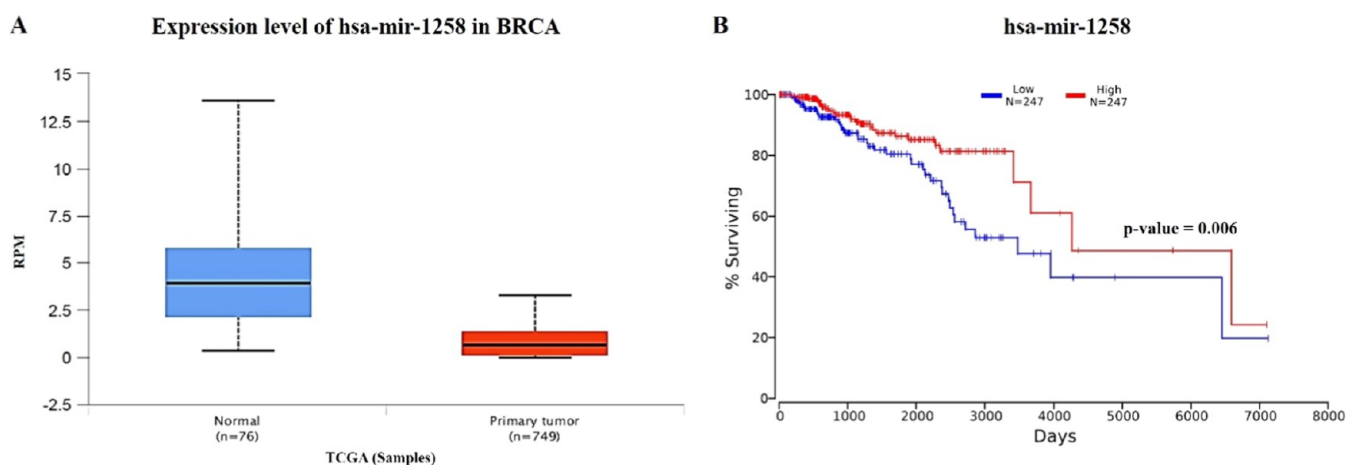 A
Expression level of hsa-mir-1258 in BRCA
RPM
15
12.5
10
7.5
5
2.5
0
-2.5
Normal
(n=76)
Primary tumor
(n=749)
TCGA (Samples)
B
hsa-mir-1258
Low
N=247
High
N=247
% Surviving
100
80
60
40
20
0
p-value = 0.006
0 1000 2000 3000 4000 5000 6000 7000 8000
Days